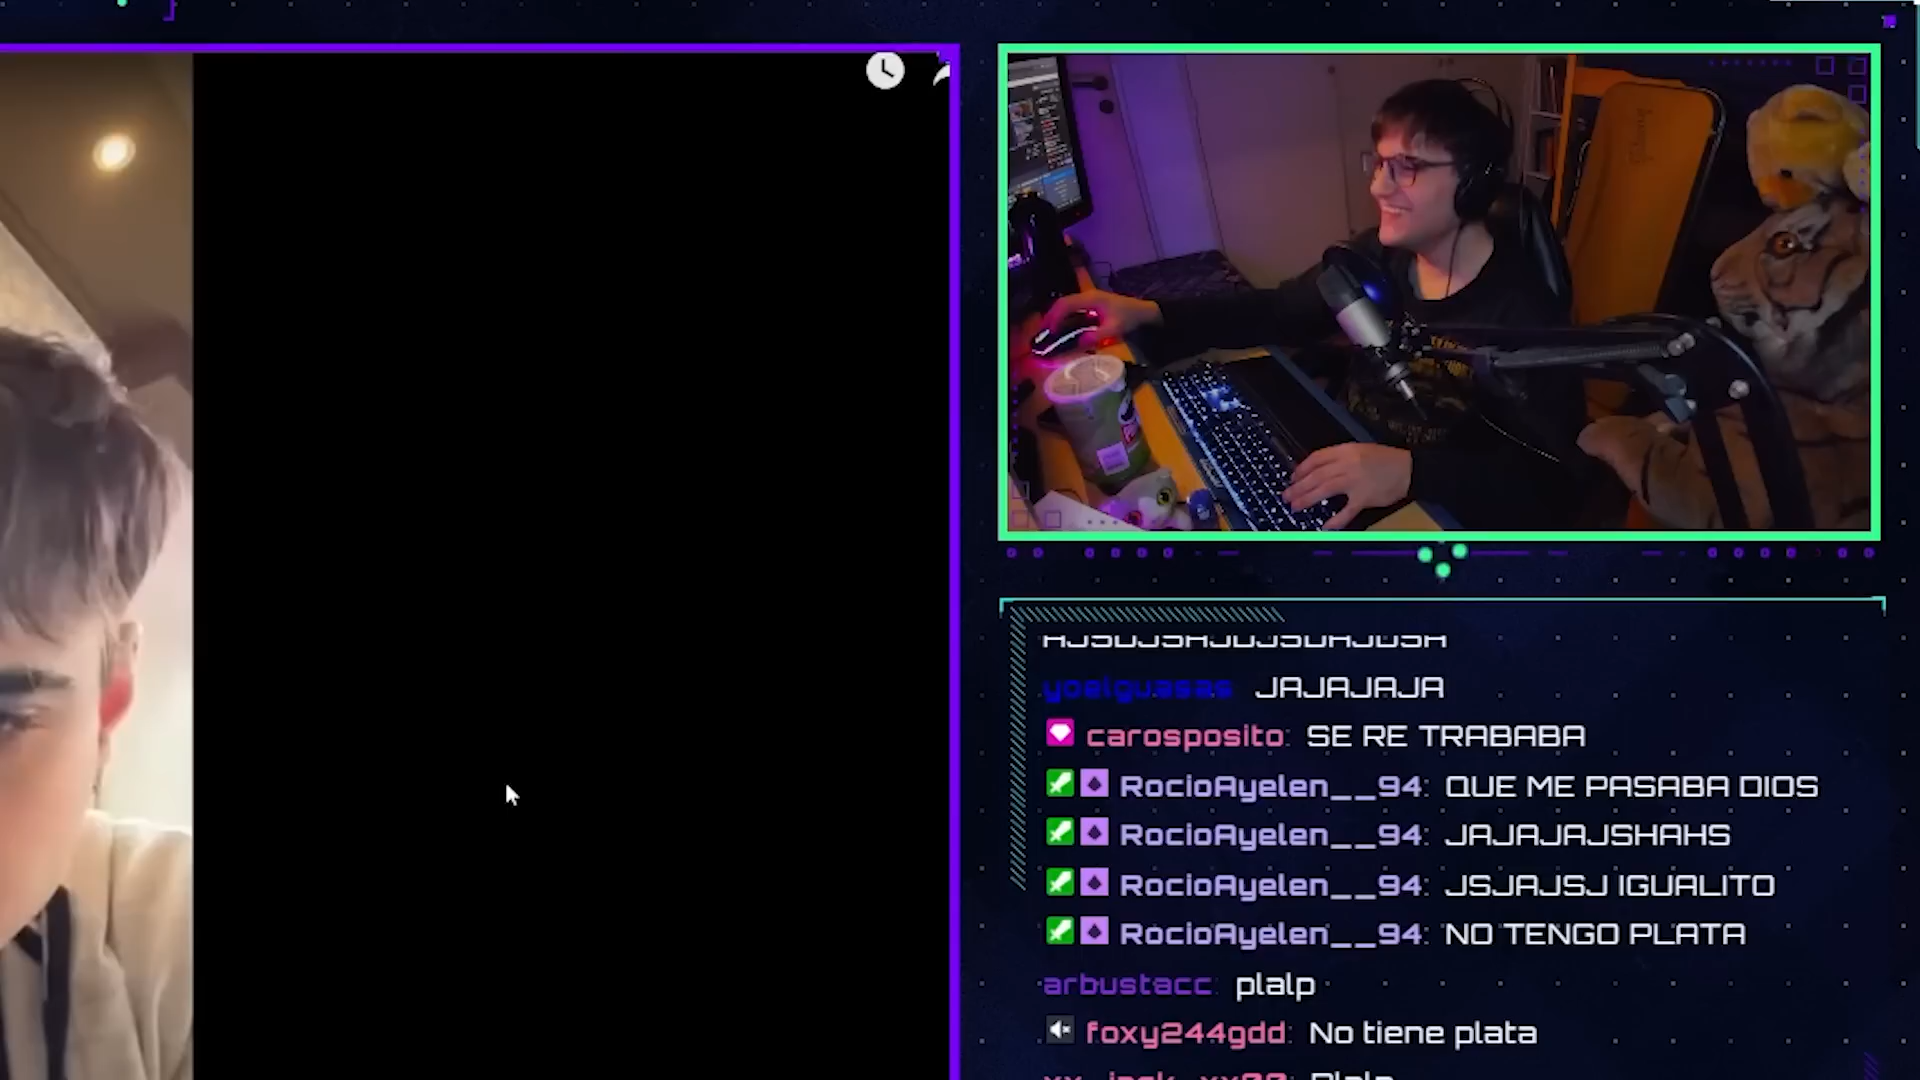 yoelguasas JAJAJAJA
carosposito: SE RE TRABABA
RocioAyelen__94: QUE ME PASABA DIOS
RocioAyelen__94: JAJAJAJSHAHS
RocioAyelen__94: JSJAJSJ IGUALITO
RocioAyelen__94: NO TENGO PLATA
arbustacc: plalp
foxy244gdd: No tiene plata